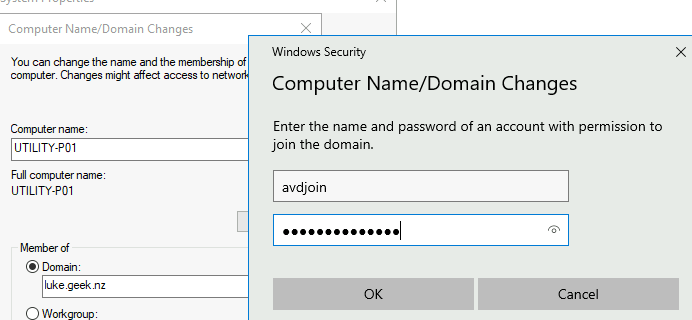 System Properties
Computer Name/Domain Changes
You can change the name and the membership of
computer. Changes might affect access to network
Computer name:
UTILITY-P01
Full computer name:
UTILITY-P01
Member of
Domain:
luke.geek.nz
Workgroup:
Windows Security
Computer Name/Domain Changes
Enter the name and password of an account with permission to
join the domain.
avdjoin
●●●●●●●●●●●●●●
OK
Cancel